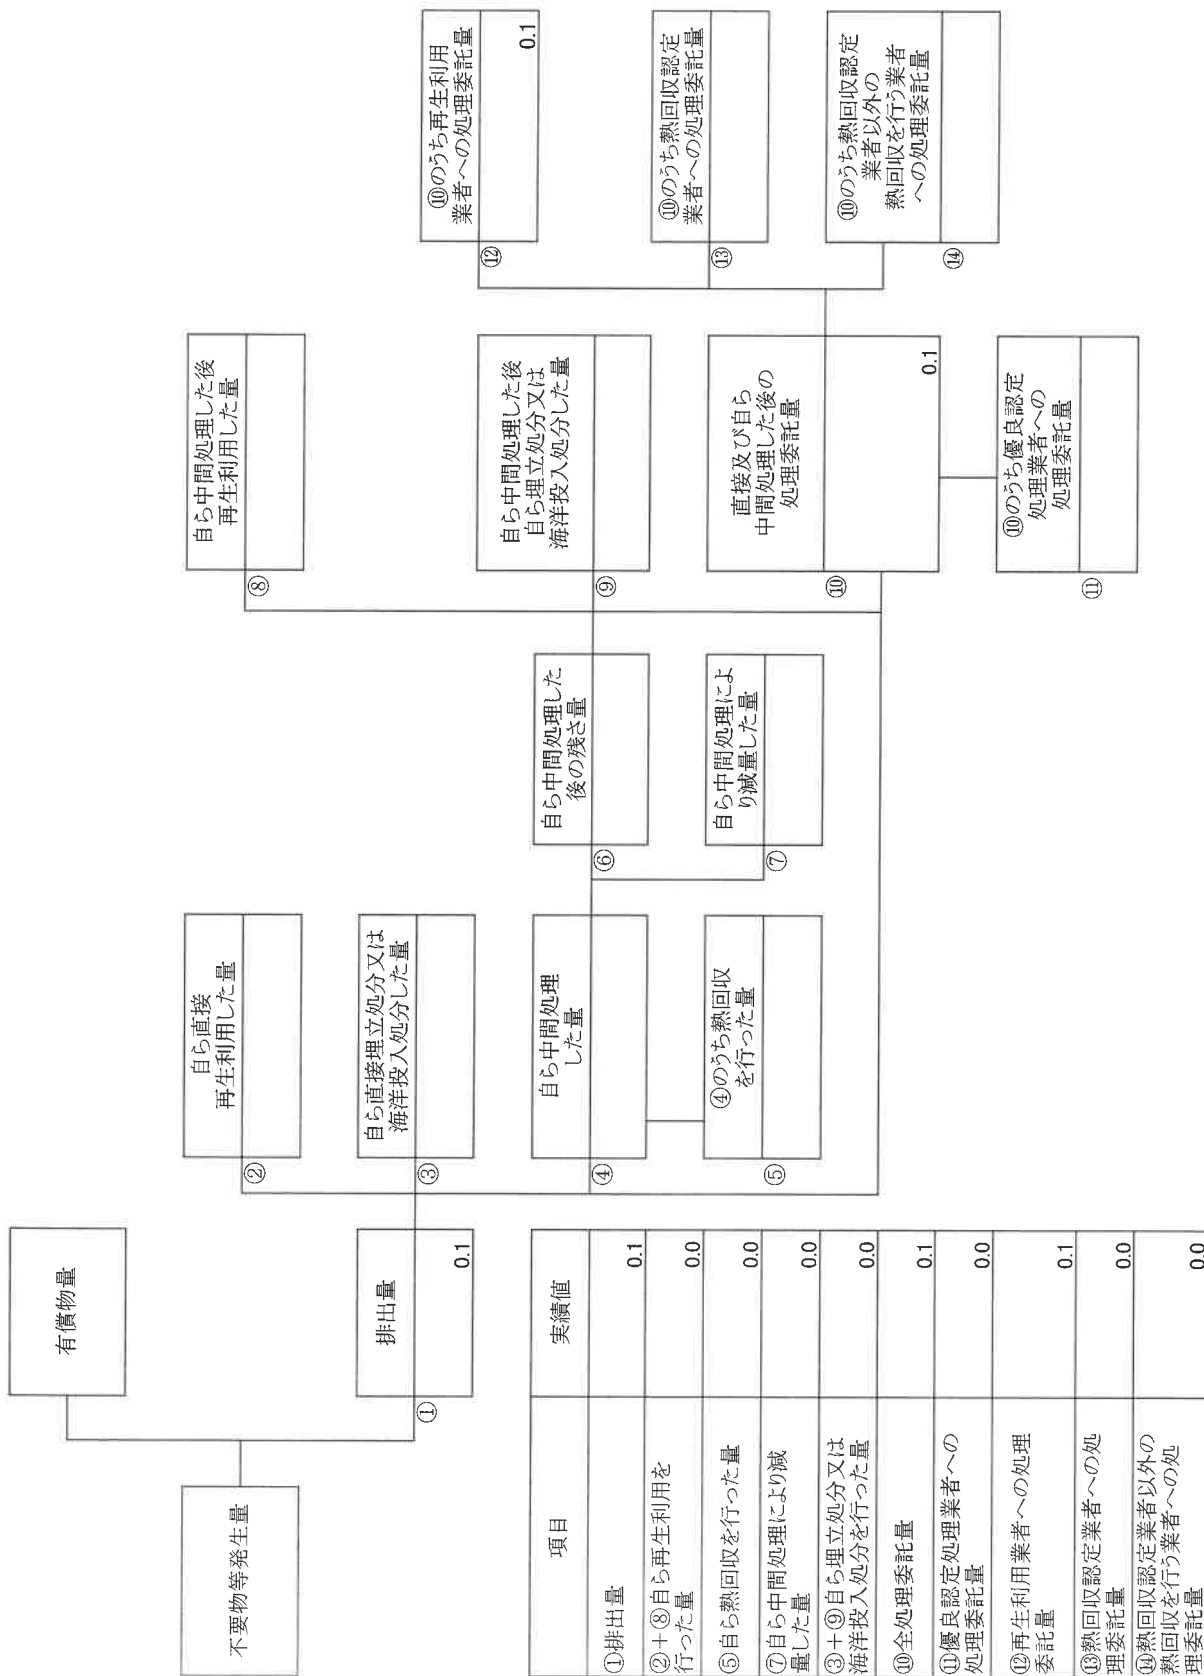 不要物等発生量
有償物量
排出量
①
0.1
自ら直接
再生利用した量
②
自ら直接埋立処分又は
海洋投入処分した量
③
自ら中間処理
した量
④
④のうち熱回収
を行った量
⑤
自ら中間処理した
後の残さ量
⑥
自ら中間処理によ
り減量した量
⑦
自ら中間処理した後
再生利用した量
⑧
自ら中間処理した後
自ら埋立処分又は
海洋投入処分した量
⑨
直接及び自ら
中間処理した後の
処理委託量
⑩
0.1
⑩のうち優良認定
処理業者への
処理委託量
⑪
⑩のうち再生利用
業者への処理委託量
⑫
0.1
⑩のうち熱回収認定
業者への処理委託量
⑬
⑩のうち熱回収認定
業者以外の
熱回収を行う業者
への処理委託量
⑭
項目
実績値
①排出量
0.1
②+⑧自ら再生利用を
行った量
0.0
⑤自ら熱回収を行った量
0.0
⑦自ら中間処理により減
量した量
0.0
③+⑨自ら埋立処分又は
海洋投入処分を行った量
0.0
⑩全処理委託量
0.1
⑪優良認定処理業者への
処理委託量
0.0
⑫再生利用業者への処理
委託量
0.1
⑬熱回収認定業者への処
理委託量
0.0
⑭熱回収認定業者以外の
熱回収を行う業者への処
理委託量
0.0